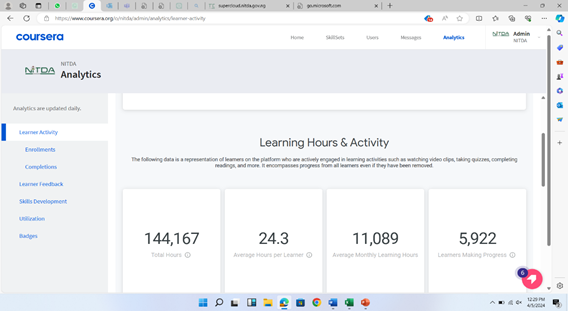 supercloud.nitda.gov.ng
go.microsoft.com
https://www.coursera.org/o/nitda/admin/analytics/learner-activity
coursera
Home
SkillSets
Users
Messages
Analytics
NITDA
Admin
NITDA
NITDA
NITDA
Analytics
Analytics are updated daily.
Learner Activity
Enrollments
Completions
Learner Feedback
Skills Development
Utilization
Badges
Learning Hours & Activity
The following data is a representation of learners on the platform who are actively engaged in learning activities such as watching video clips, taking quizzes, completing
readings, and more. It encompasses progress from all learners even if they have been removed.
144,167
Total Hours
24.3
Average Hours per Learner
11,089
Average Monthly Learning Hours
5,922
Learners Making Progress
6
12:29 PM
4/5/2024